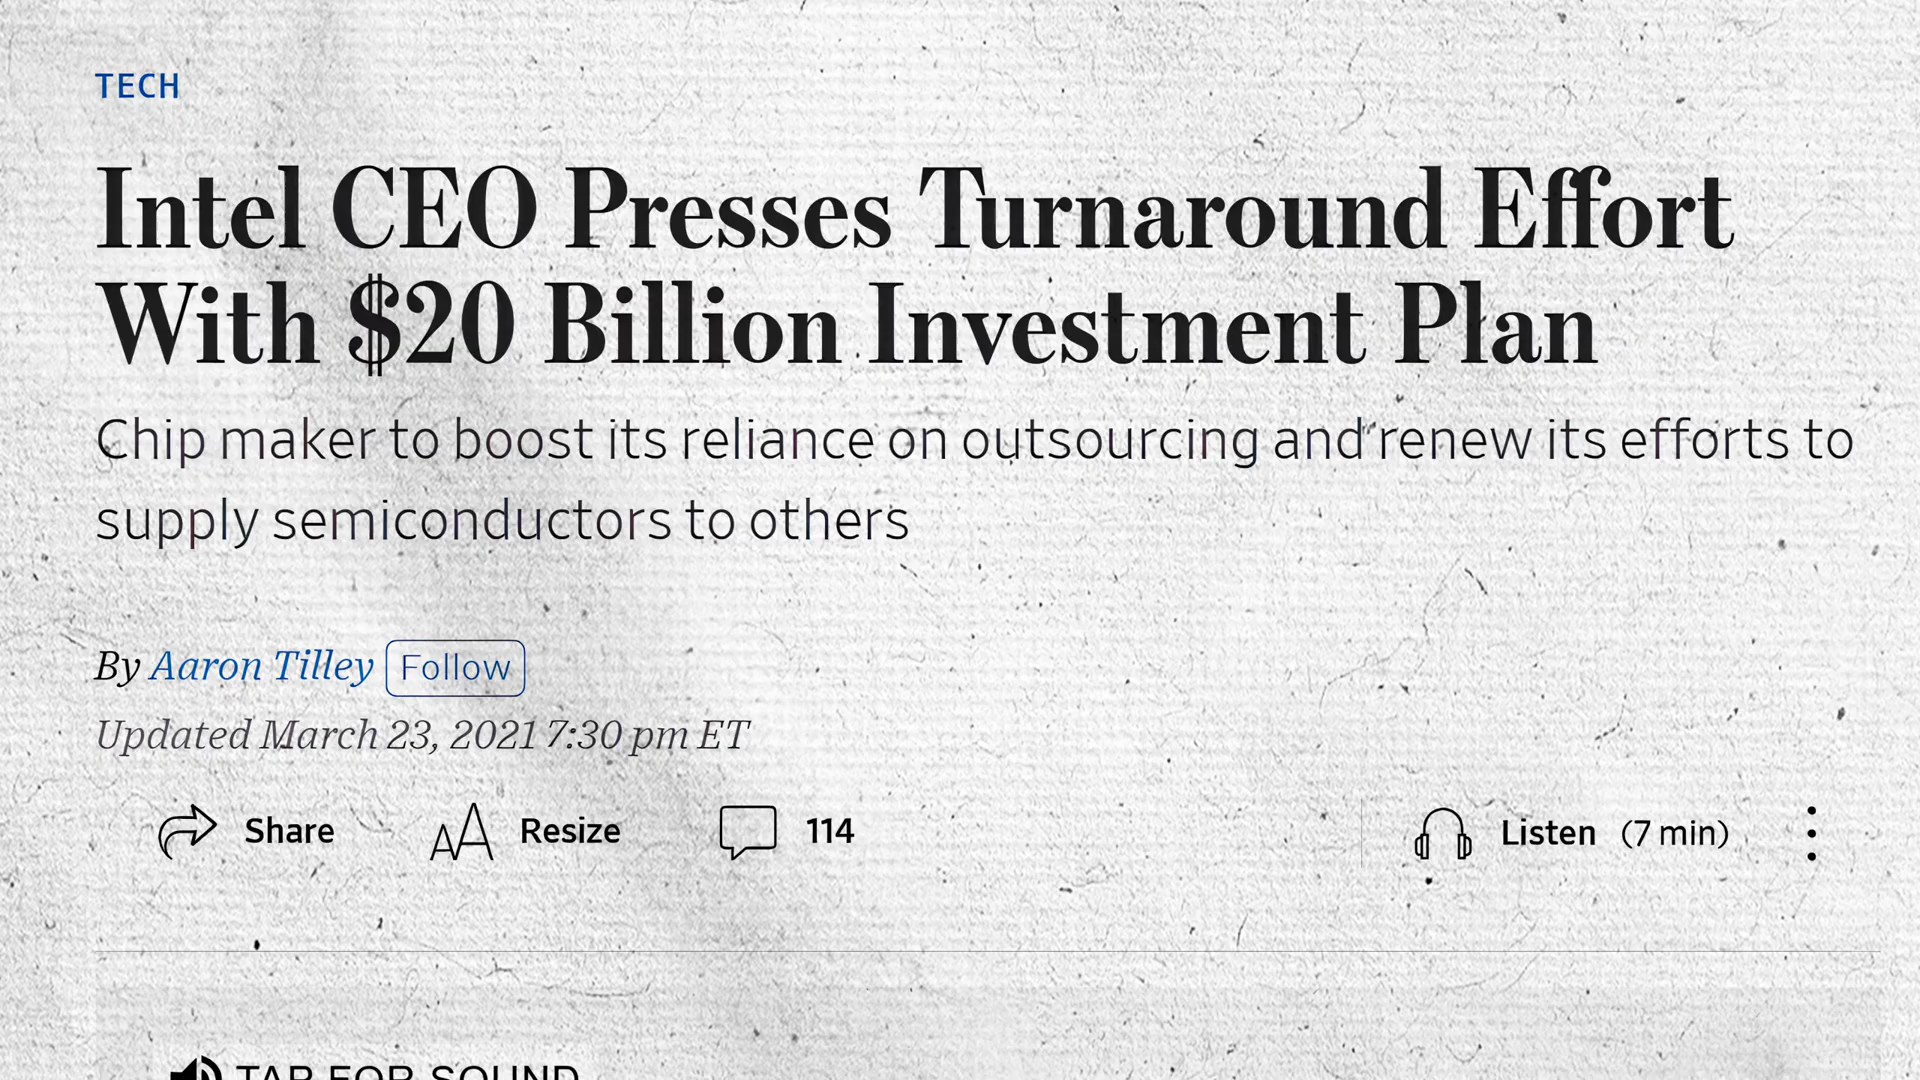 TECH
Intel CEO Presses Turnaround Effort
With $20 Billion Investment Plan
Chip maker to boost its reliance on outsourcing and renew its efforts to
supply semiconductors to others
By Aaron Tilley Follow
Updated March 23, 2021 7:30 pm ET
Share Resize 114 Listen (7 min)
TAP FOR SOUND